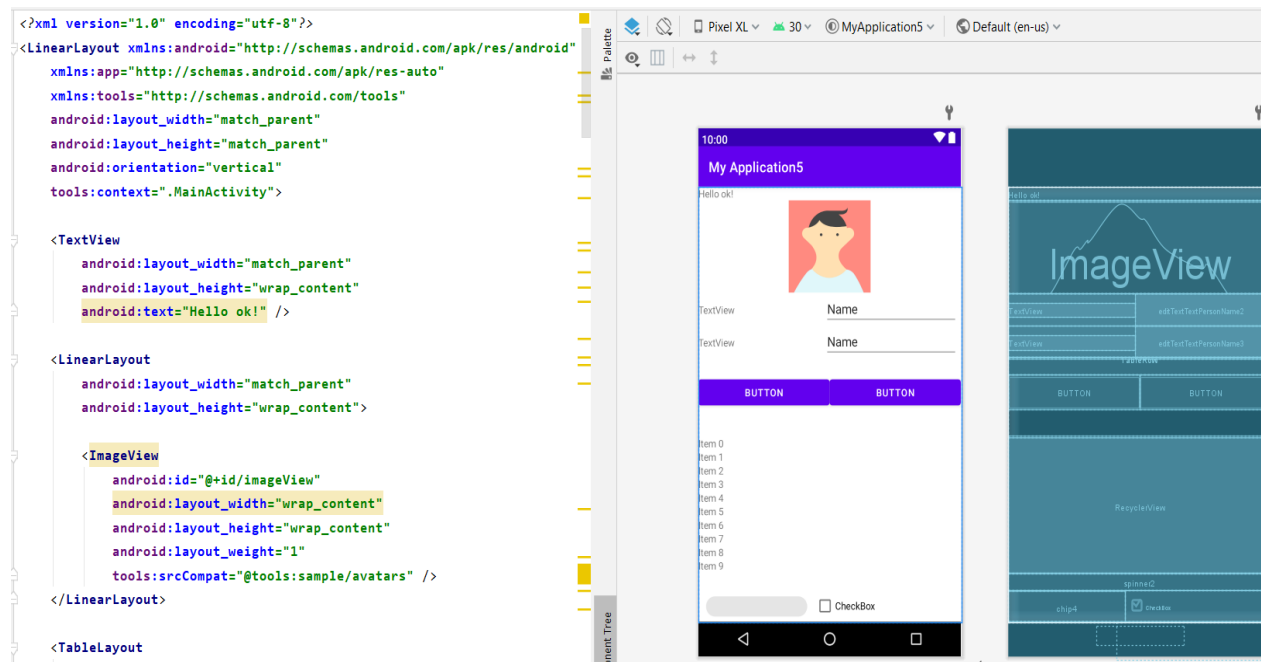 <?xml version="1.0" encoding="utf-8"?>
<LinearLayout xmlns:android="http://schemas.android.com/apk/res/android"
xmlns:app="http://schemas.android.com/apk/res-auto"
xmlns:tools="http://schemas.android.com/tools"
android:layout_width="match_parent"
android:layout_height="match_parent"
android:orientation="vertical"
tools:context=".MainActivity">
<TextView
android:layout_width="match_parent"
android:layout_height="wrap_content"
android:text="Hello ok!" />
<LinearLayout
android:layout_width="match_parent"
android:layout_height="wrap_content">
<ImageView
android:id="@+id/imageView"
android:layout_width="wrap_content"
android:layout_height="wrap_content"
android:layout_weight="1"
tools:srcCompat="@tools:sample/avatars" />
</LinearLayout>
<TableLayout
Palette
nent Tree
Pixel XL 30 MyApplication5 Default (en-us)
10:00
My Application5
Hello ok!
TextView Name
TextView Name
BUTTON BUTTON
Item 0
Item 1
Item 2
Item 3
Item 4
Item 5
Item 6
Item 7
Item 8
Item 9
CheckBox
Hello ok!
ImageView
TextView editTextTextPersonName2
TextView editTextTextPersonName3
TableRow
BUTTON BUTTON
RecyclerView
spinner2
chip4 CheckBox